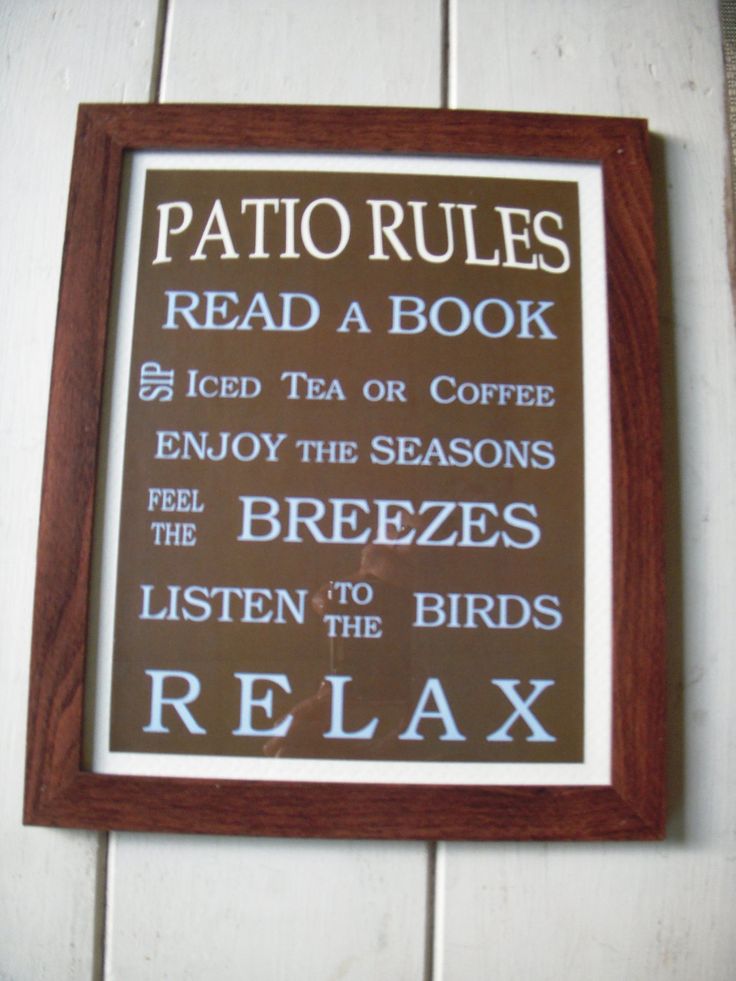 PATIO RULES
READ A BOOK
SIP ICED TEA OR COFFEE
ENJOY THE SEASONS
FEEL THE BREEZES
LISTEN TO THE BIRDS
RELAX